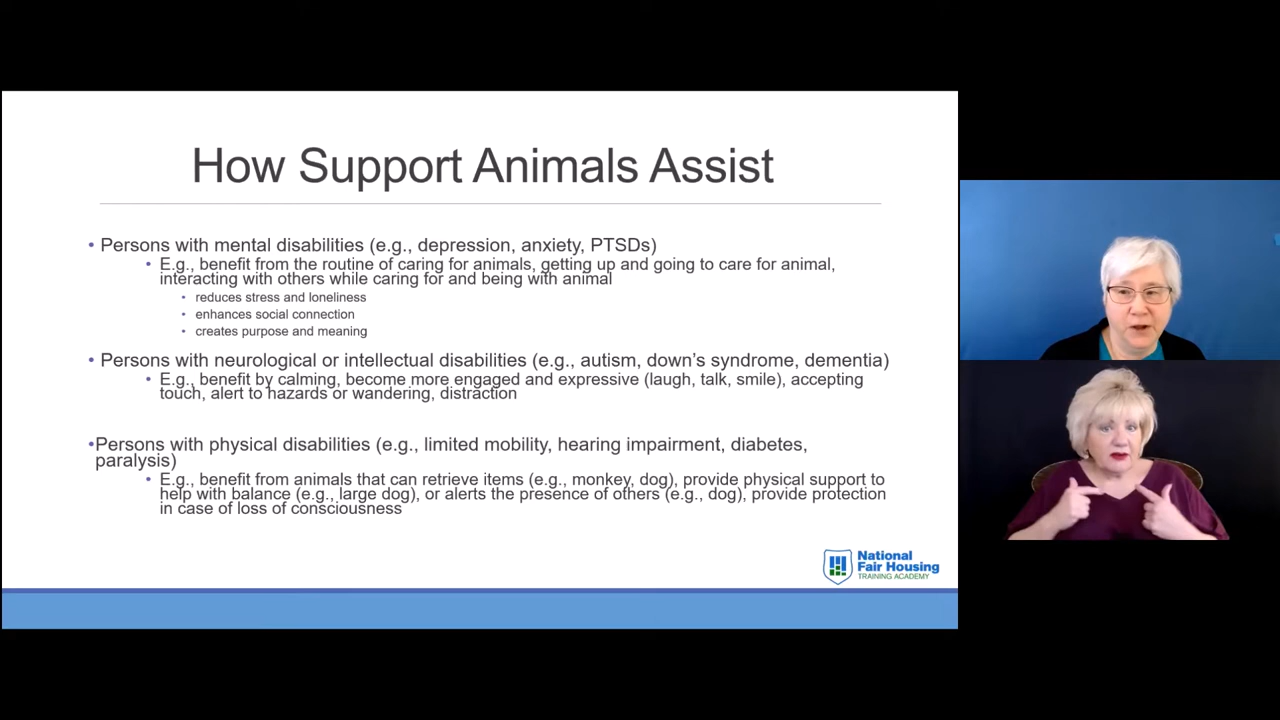 How Support Animals Assist
• Persons with mental disabilities (e.g., depression, anxiety, PTSDs)
• E.g., benefit from the routine of caring for animals, getting up and going to care for animal,
interacting with others while caring for and being with animal
• reduces stress and loneliness
• enhances social connection
• creates purpose and meaning
• Persons with neurological or intellectual disabilities (e.g., autism, down's syndrome, dementia)
• E.g., benefit by calming, become more engaged and expressive (laugh, talk, smile), accepting
touch, alert to hazards or wandering, distraction
•Persons with physical disabilities (e.g., limited mobility, hearing impairment, diabetes,
paralysis)
• E.g., benefit from animals that can retrieve items (e.g., monkey, dog), provide physical support to
help with balance (e.g., large dog), or alerts the presence of others (e.g., dog), provide protection
in case of loss of consciousness
National
Fair Housing
TRAINING ACADEMY